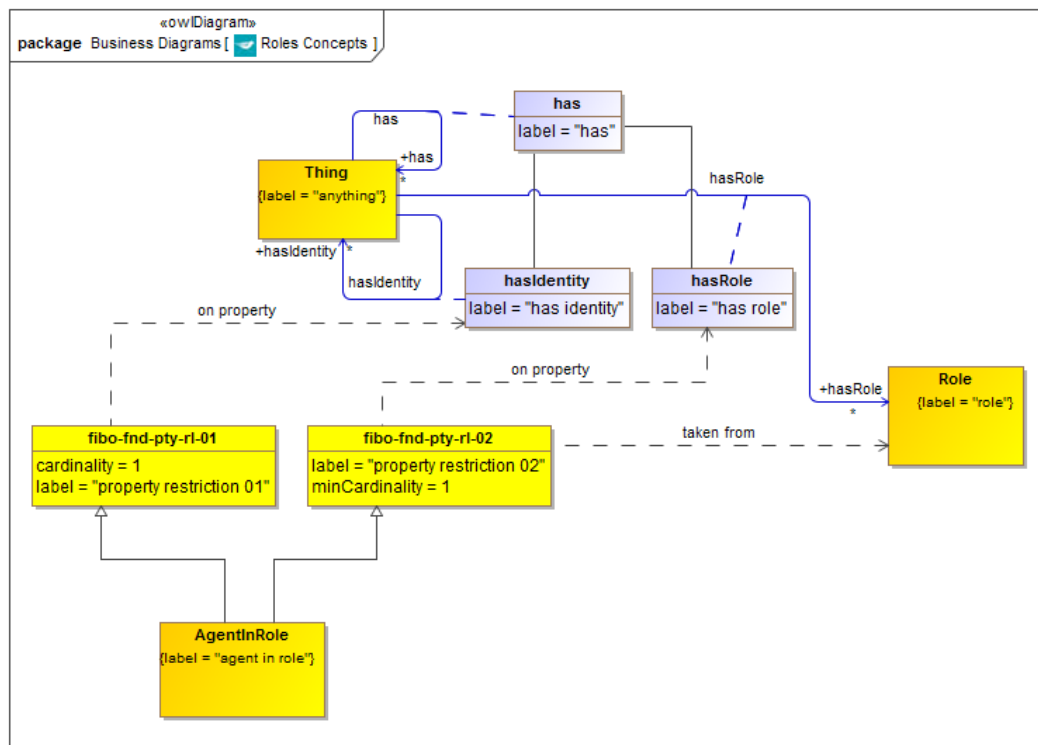 «owlDiagram»
package Business Diagrams [ Roles Concepts ]
has
label = "has"
has
+has
*
Thing
{label = "anything"}
hasRole
+hasIdentity
*
hasIdentity
hasIdentity
label = "has identity"
hasRole
label = "has role"
on property
on property
+hasRole
*
Role
{label = "role"}
fibo-fnd-pty-rl-01
cardinality = 1
label = "property restriction 01"
fibo-fnd-pty-rl-02
label = "property restriction 02"
minCardinality = 1
taken from
AgentInRole
{label = "agent in role"}